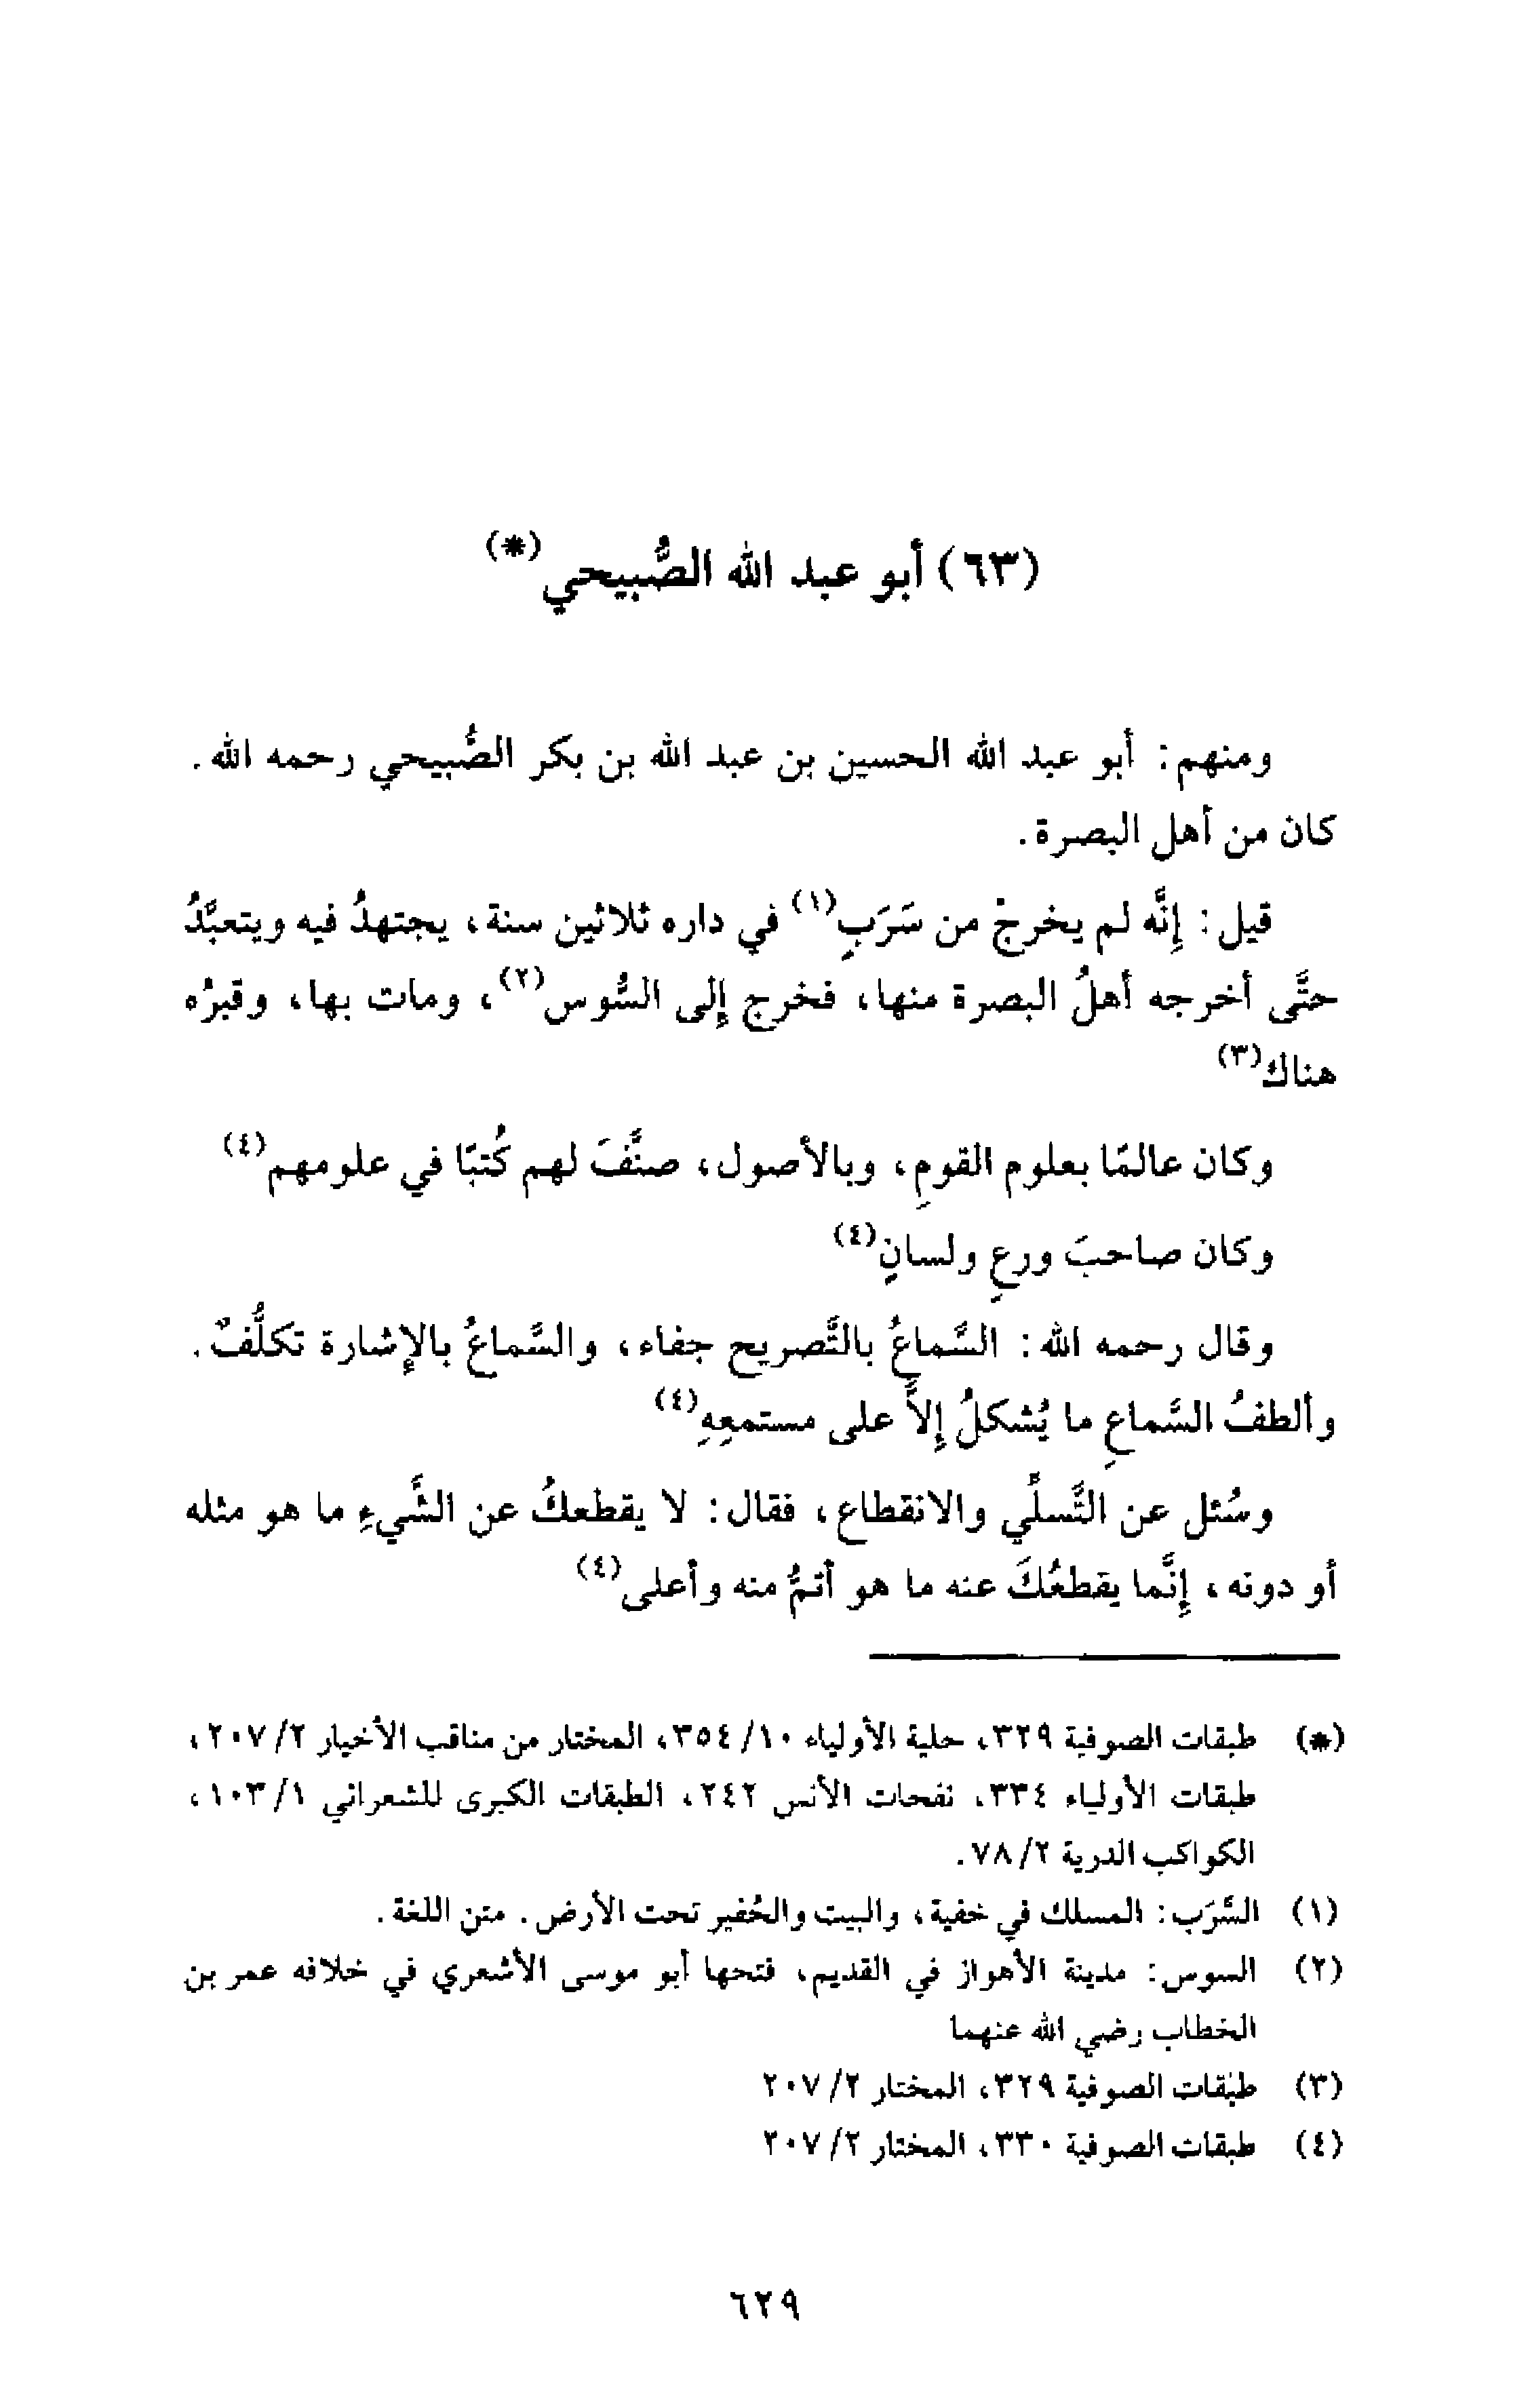 (٦٣) أبو عبد الله الصُّبيحي(*)
ومنهم: أبو عبد الله الحسين بن عبد الله بن بكر الصُّبيحي رحمه الله.
كان من أهل البصرة.
قيل: إنَّه لم يخرجْ من سَرَبٍ(١) في داره ثلاثين سنة، يجتهدُ فيه ويتعبَّدُ
حتَّى أخرجه أهلُ البصرة منها، فخرج إلى السُّوس(٢)، ومات بها، وقبرُه
هناك(٣)
وكان عالمًا بعلوم القومِ، وبالأصول، صنَّفَ لهم كُتبًا في علومهم(٤)
وكان صاحبَ ورعٍ ولسانٍ(٤)
وقال رحمه الله: السَّماعُ بالتَّصريح جفاء، والسَّماعُ بالإشارة تكلُّفٌ.
وألطفُ السَّماعِ ما يُشكلُ إلاَّ على مستمعِهِ(٤)
وسُئل عن التَّسلِّي والانقطاع، فقال: لا يقطعكُ عن الشَّيءِ ما هو مثله
أو دونه، إنَّما يقطعُكَ عنه ما هو أتمُّ منه وأعلى(٤)
(*) طبقات الصوفية ٣٢٩، حلية الأولياء ١٠/ ٣٥٤، المختار من مناقب الأخيار ٢/ ٢٠٧،
طبقات الأولياء ٣٣٤، نفحات الأنس ٢٤٢، الطبقات الكبرى للشعراني ١/ ١٠٣،
الكواكب الدرية ٢/ ٧٨.
(١) السَّرَب: المسلك في خفية، والبيت والحُفير تحت الأرض. متن اللغة.
(٢) السوس: مدينة الأهواز في القديم، فتحها أبو موسى الأشعري في خلافه عمر بن
الخطاب رضي الله عنهما
(٣) طبقات الصوفية ٣٢٩، المختار ٢/ ٢٠٧
(٤) طبقات الصوفية ٣٣٠، المختار ٢/ ٢٠٧
٦٢٩